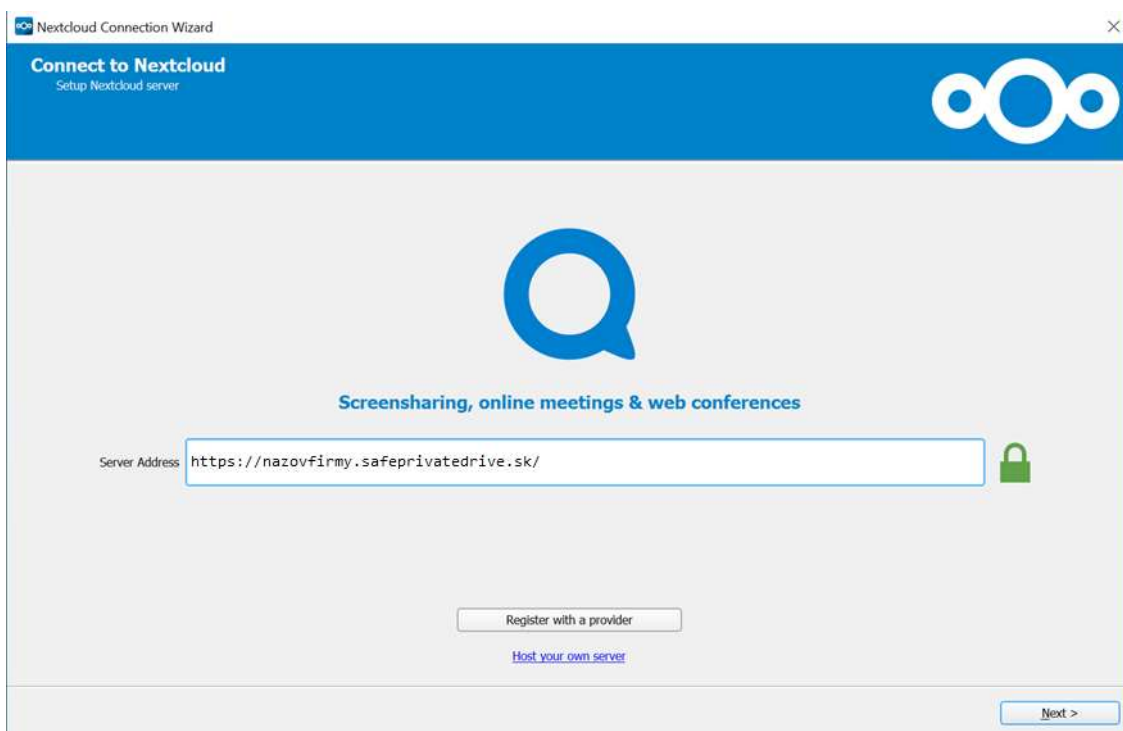 Nextcloud Connection Wizard
Connect to Nextcloud
Setup Nextcloud server
Screensharing, online meetings & web conferences
Server Address https://nazovfirmy.safeprivatedrive.sk/
Register with a provider
Host your own server
Next >